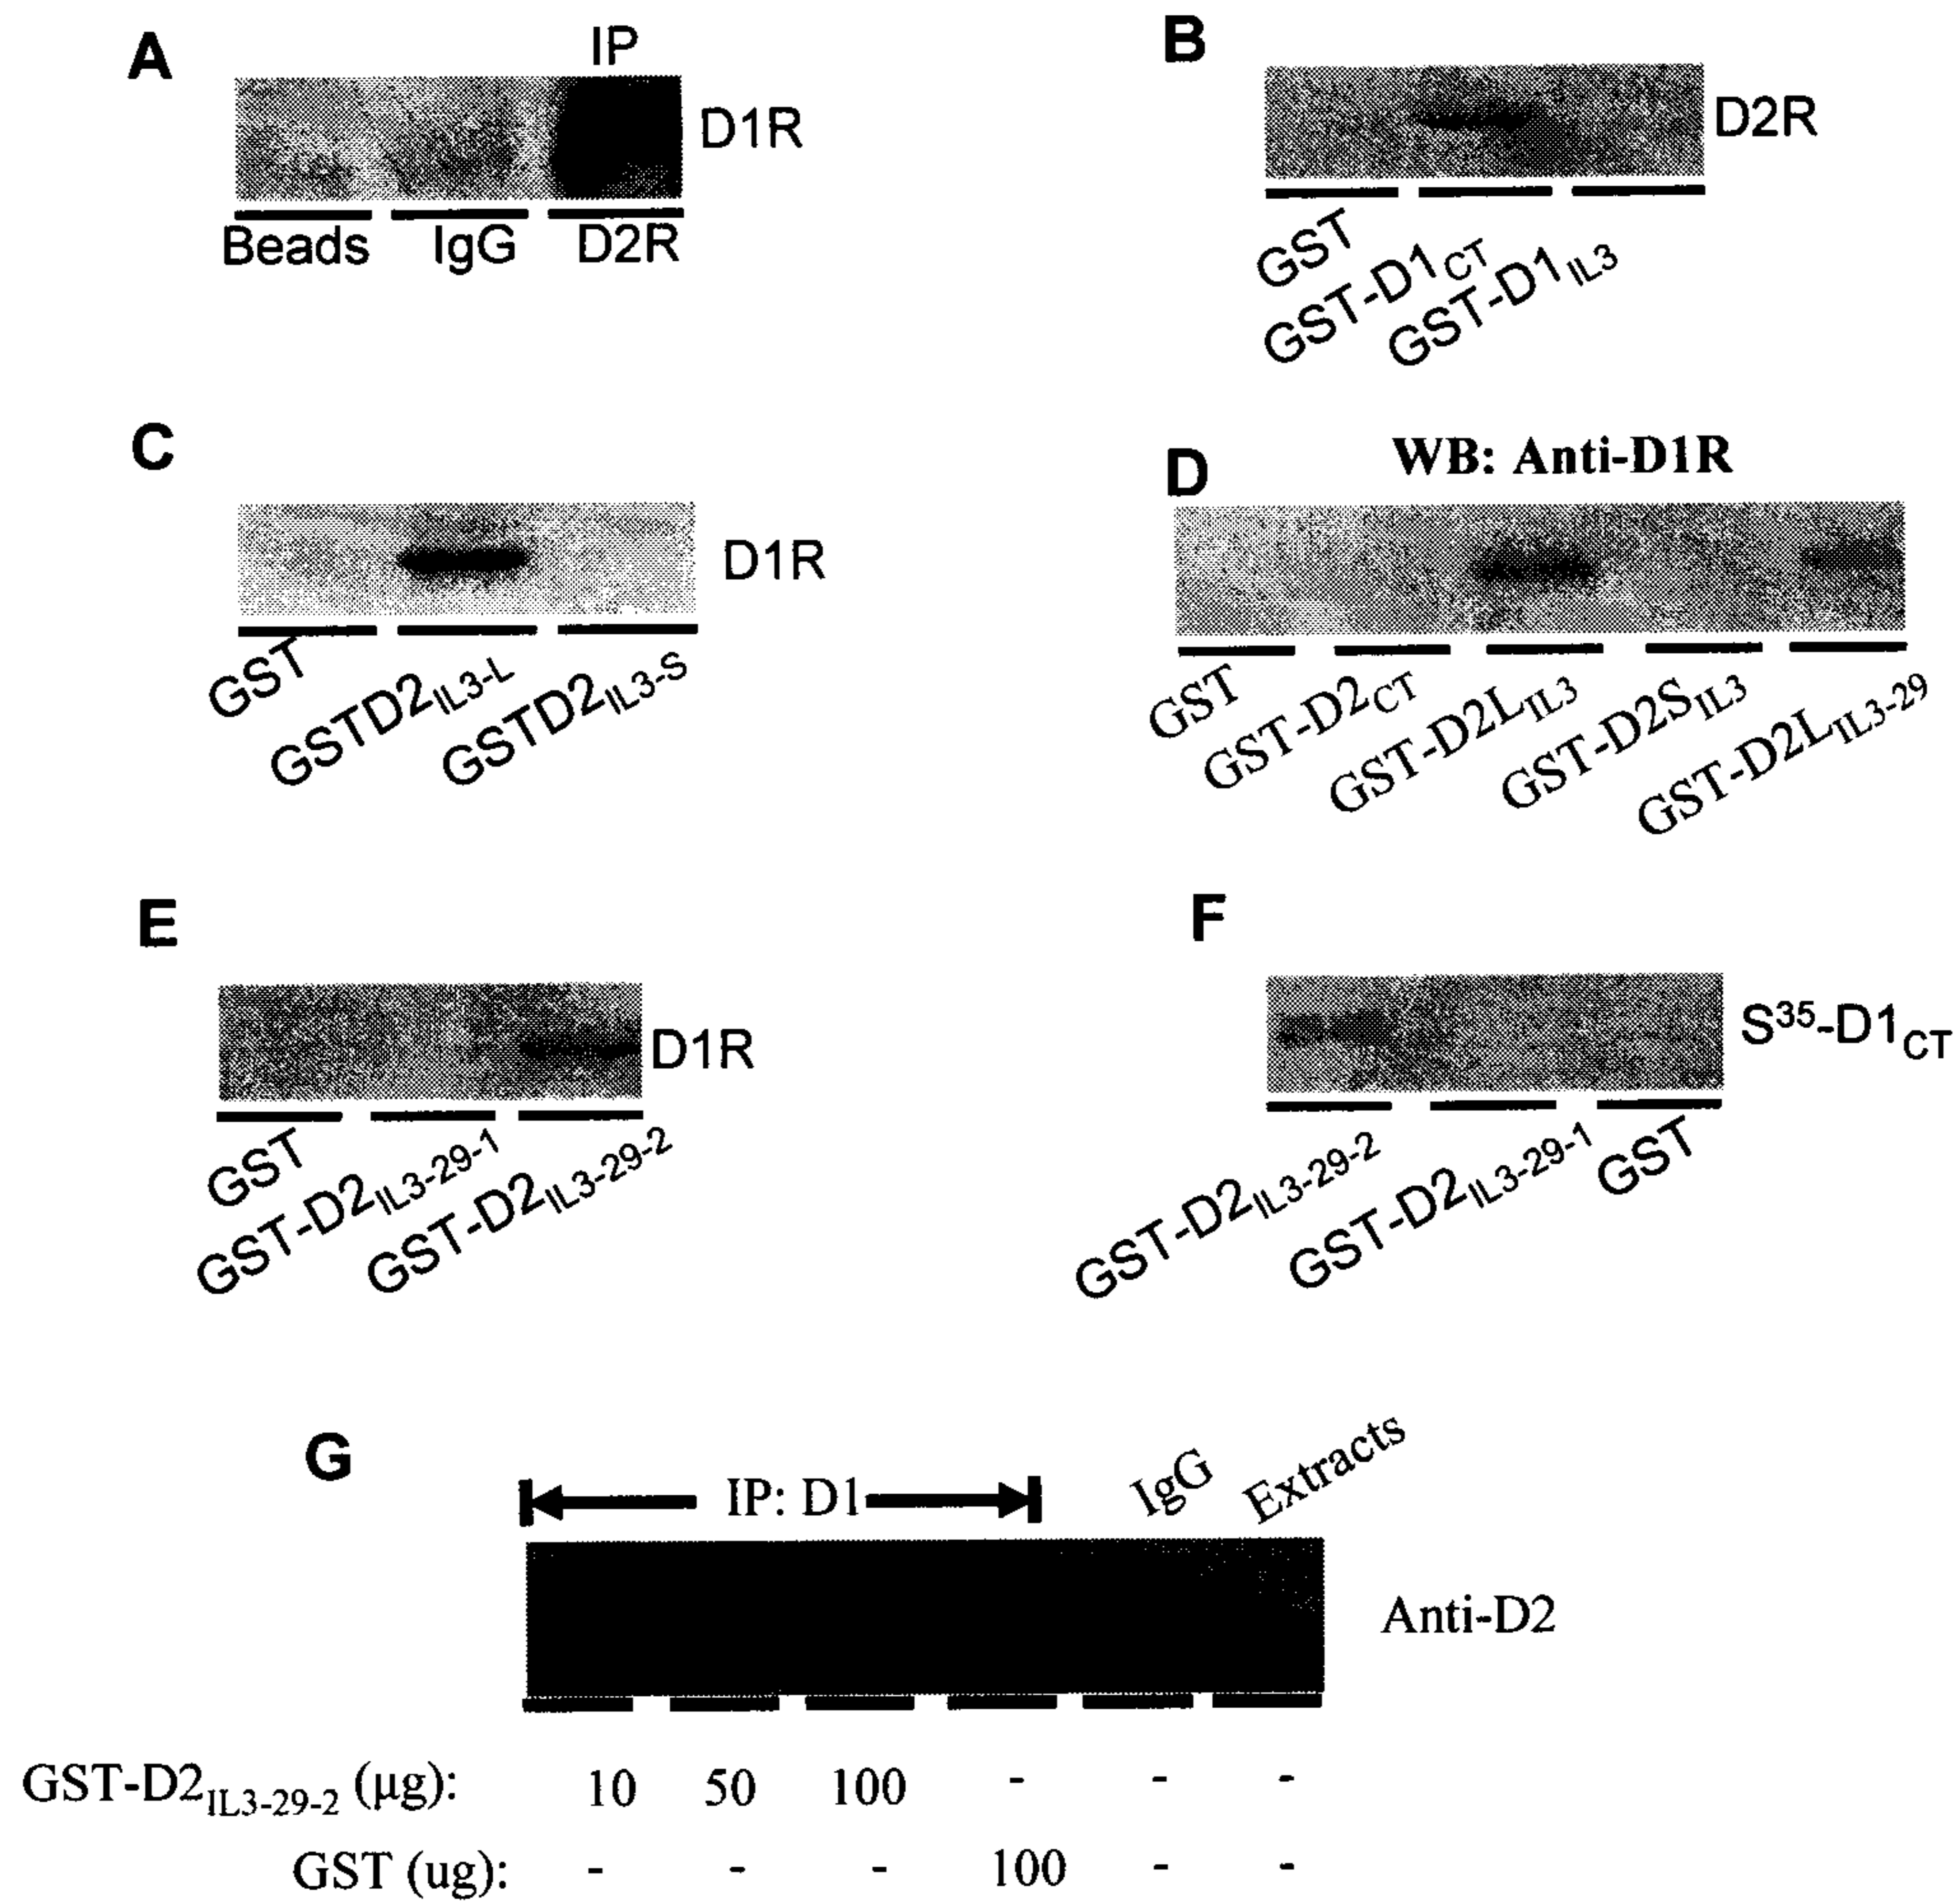 A
IP
D1R
Beads IgG D2R
B
D2R
GST
GST-D1CT
GST-D1IL3
C
D1R
GST
GSTD2IL3-L
GSTD2IL3-S
D
WB: Anti-D1R
GST
GST-D2CT
GST-D2LIL3
GST-D2SIL3
GST-D2LIL3-29
E
D1R
GST
GST-D2IL3-29-1
GST-D2IL3-29-2
F
S35-D1CT
GST-D2IL3-29-2
GST-D2IL3-29-1
GST
G
IP: D1 IgG Extracts
Anti-D2
GST-D2IL3-29-2 (μg): 10 50 100 - - -
GST (ug): - - - 100 - -